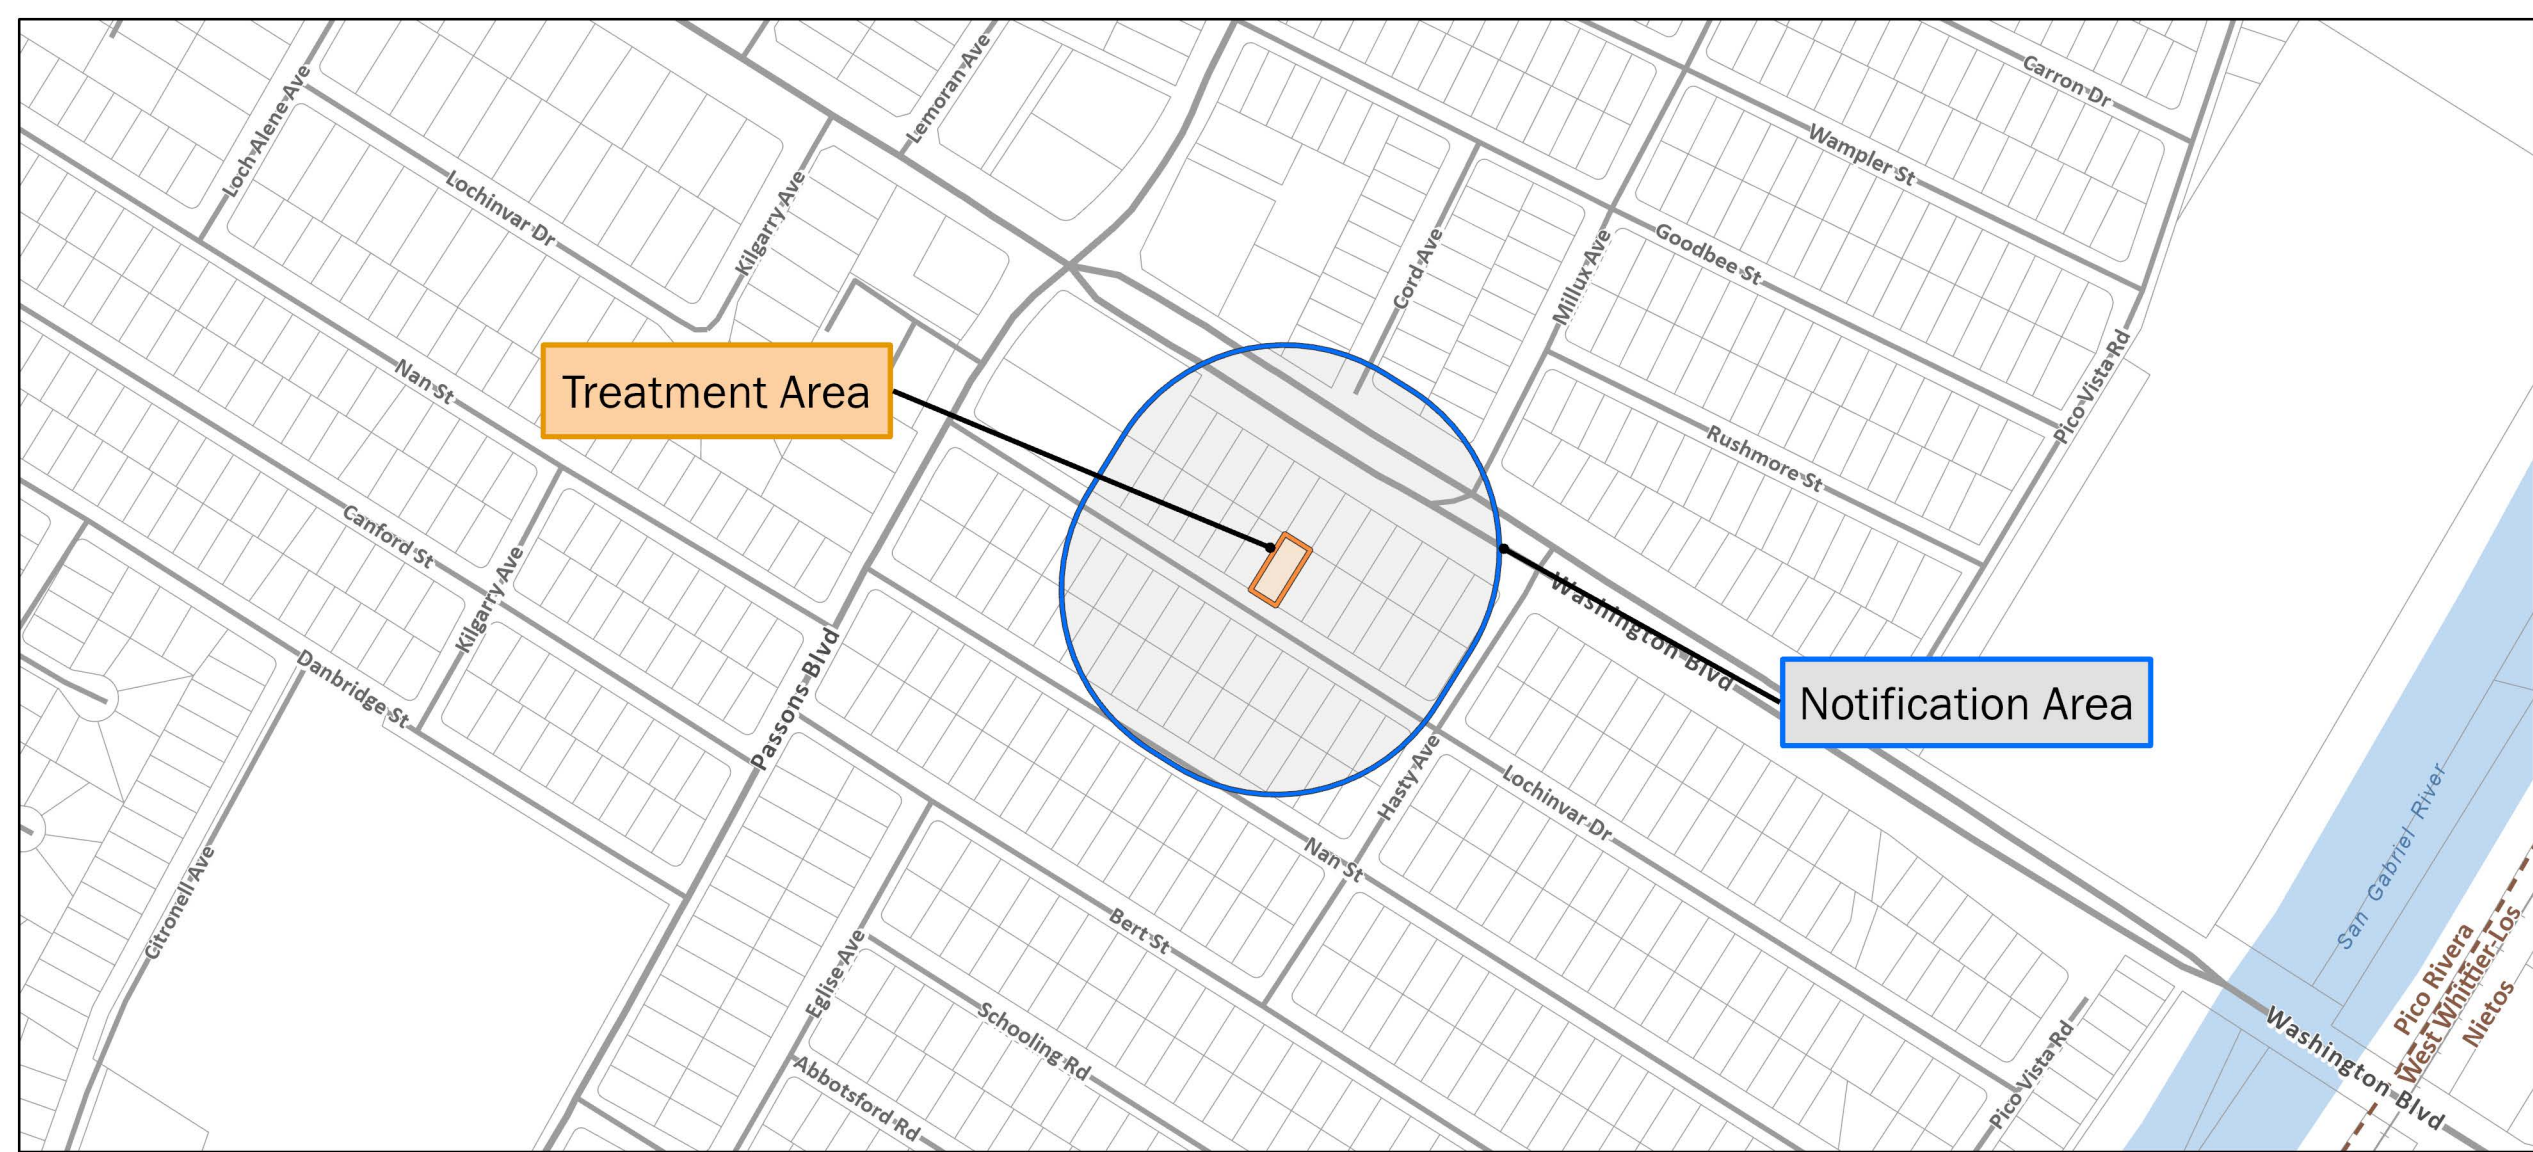 Carron Dr
Lemoran Ave
Loch Alene Ave
Wampler St
Lochinvar Dr
Kilgarry Ave
Cord Ave
Millux Ave
Goodbee St
Nan St
Treatment Area
Pico Vista Rd
Rushmore St
Canford St
Kilgarry Ave
Washington Blvd
Danbridge St
Passons Blvd
Notification Area
Hasty Ave
Lochinvar Dr
Nan St
Citronell Ave
Bert St
Eglise Ave
San Gabriel River
Schooling Rd
Abbotsford Rd
Pico Vista Rd
Pico Rivera
West Whittier-Los
Nietos
Washington Blvd